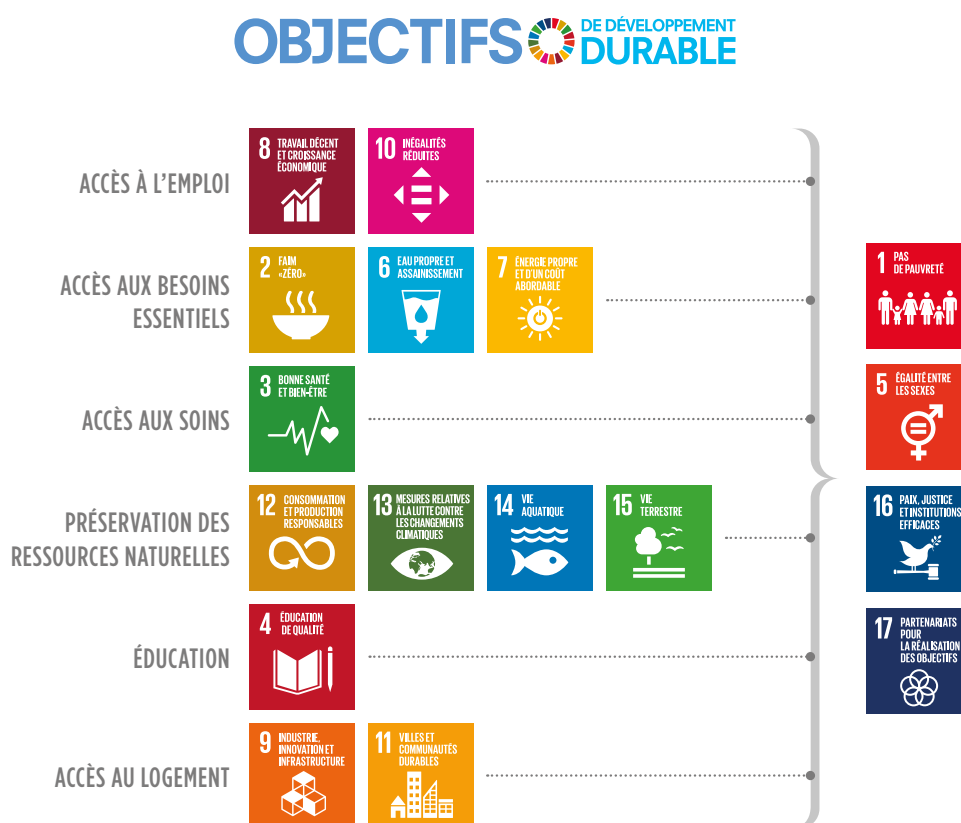 OBJECTIFS
DE DÉVELOPPEMENT
DURABLE
ACCÈS À L'EMPLOI
8 TRAVAIL DÉCENT
ET CROISSANCE
ÉCONOMIQUE
10 INÉGALITÉS
RÉDUITES
ACCÈS AUX BESOINS
ESSENTIELS
2 FAIM
«ZÉRO»
6 EAU PROPRE ET
ASSAINISSEMENT
7 ÉNERGIE PROPRE
ET D'UN COÛT
ABORDABLE
ACCÈS AUX SOINS
3 BONNE SANTÉ
ET BIEN-ÊTRE
PRÉSERVATION DES
RESSOURCES NATURELLES
12 CONSOMMATION
ET PRODUCTION
RESPONSABLES
13 MESURES RELATIVES
À LA LUTTE CONTRE
LES CHANGEMENTS
CLIMATIQUES
14 VIE
AQUATIQUE
15 VIE
TERRESTRE
ÉDUCATION
4 ÉDUCATION
DE QUALITÉ
ACCÈS AU LOGEMENT
9 INDUSTRIE,
INNOVATION ET
INFRASTRUCTURE
11 VILLES ET
COMMUNAUTÉS
DURABLES
1 PAS
DE PAUVRETÉ
5 ÉGALITÉ ENTRE
LES SEXES
16 PAIX, JUSTICE
ET INSTITUTIONS
EFFICACES
17 PARTENARIATS
POUR
LA RÉALISATION
DES OBJECTIFS